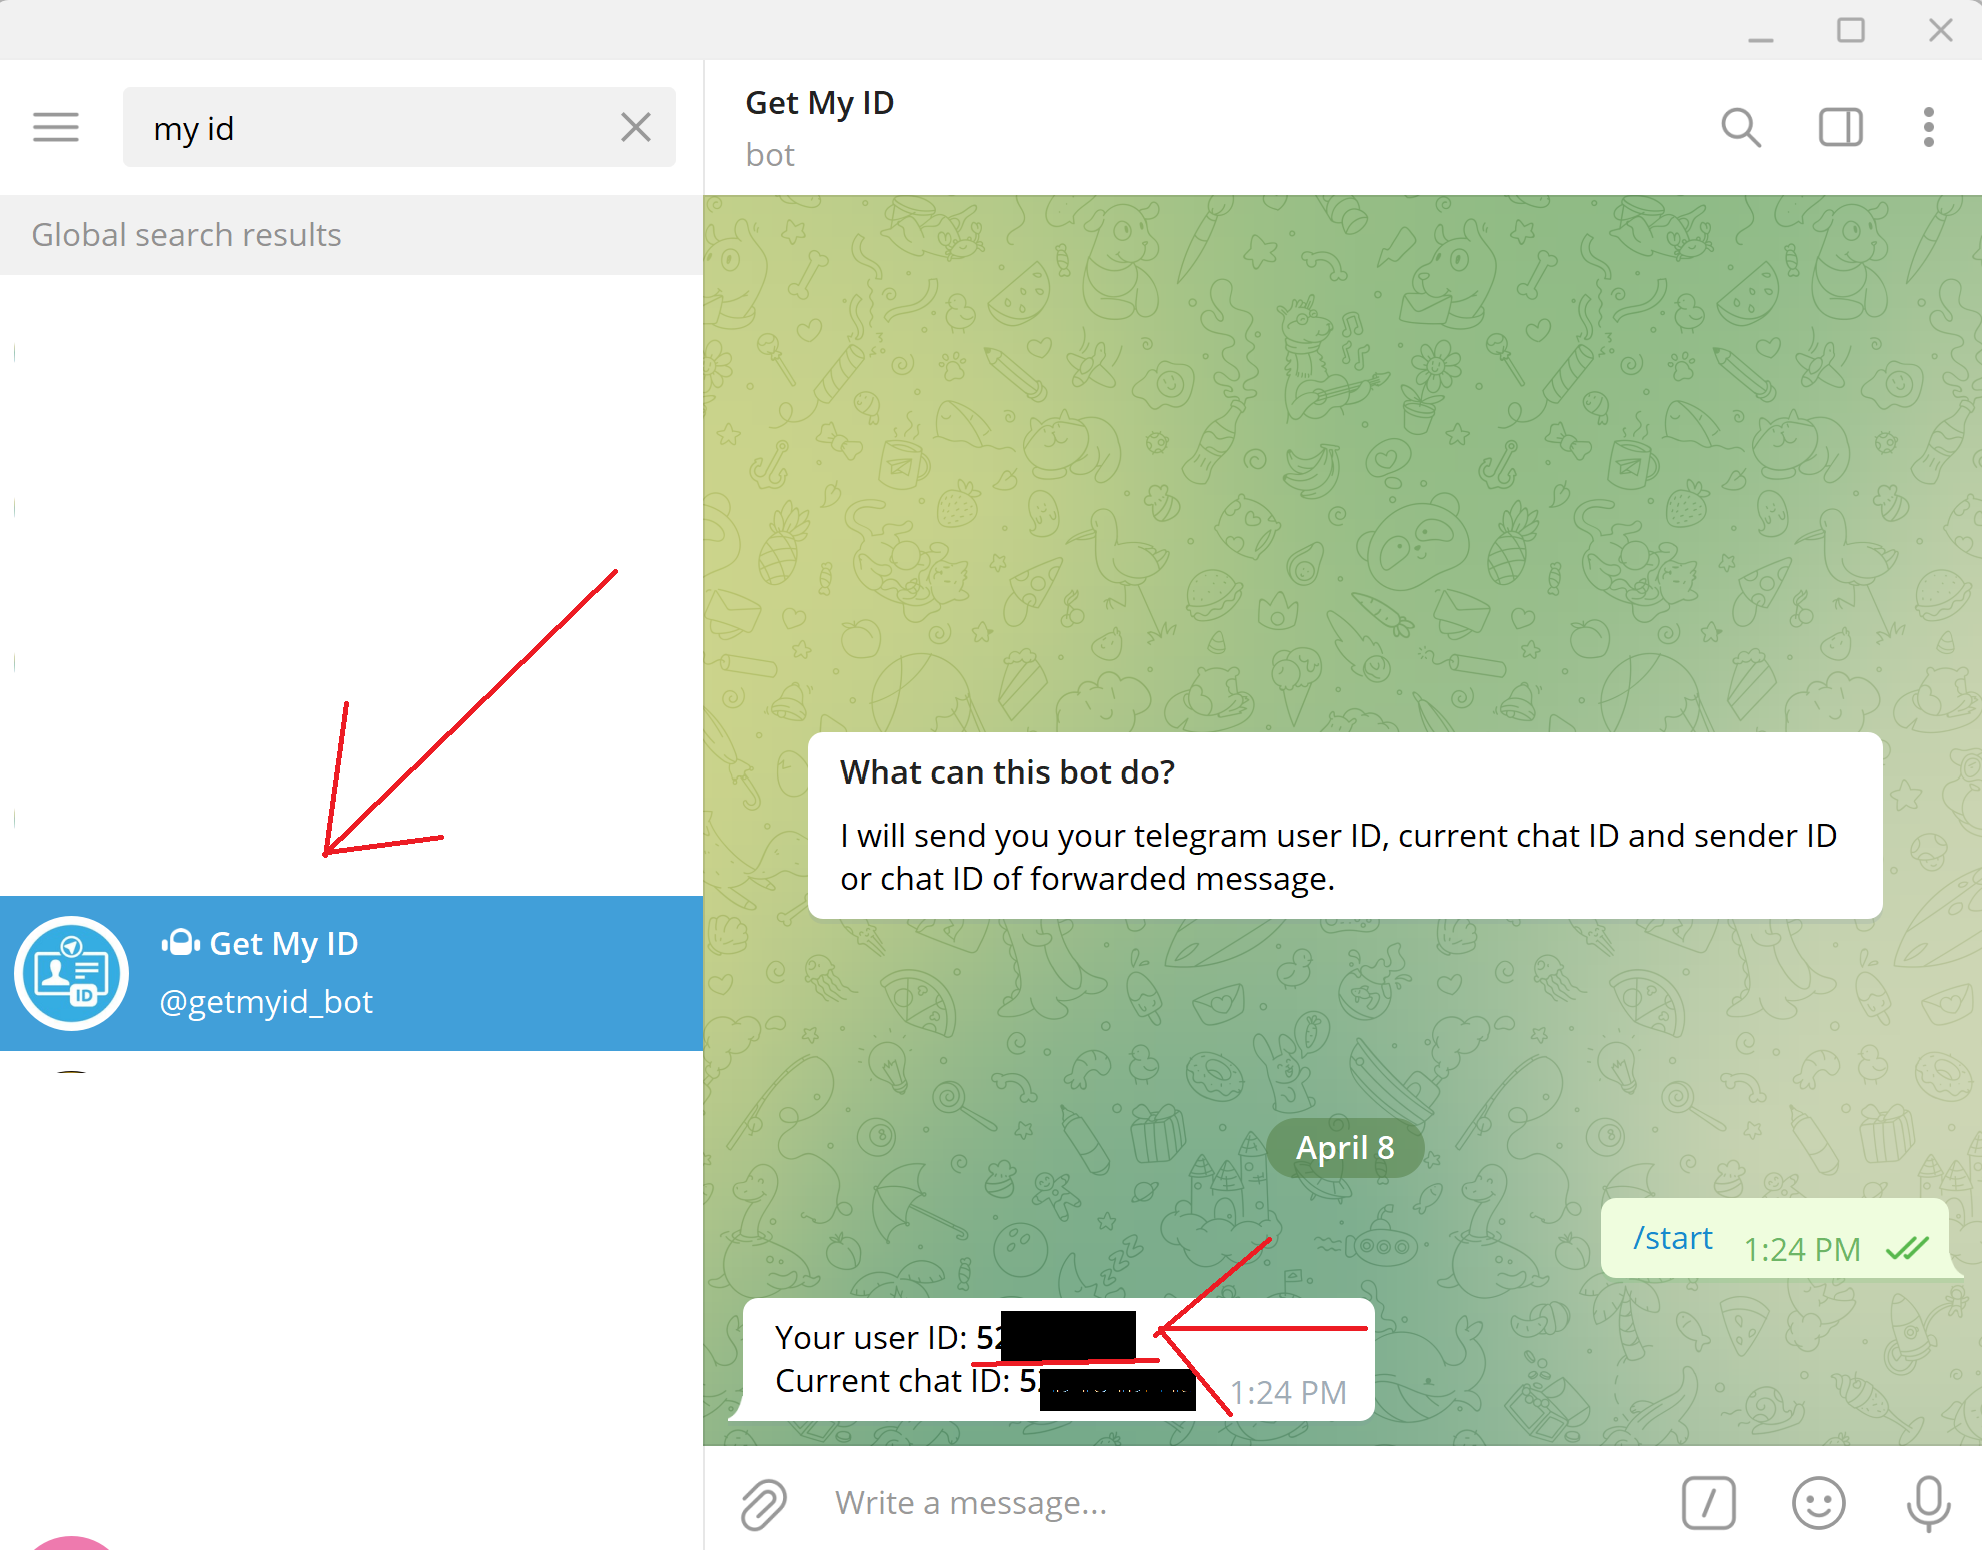 my id
Global search results
Get My ID
@getmyid_bot
Get My ID
bot
What can this bot do?
I will send you your telegram user ID, current chat ID and sender ID
or chat ID of forwarded message.
April 8
/start 1:24 PM
Your user ID: 52
Current chat ID: 5
1:24 PM
Write a message...